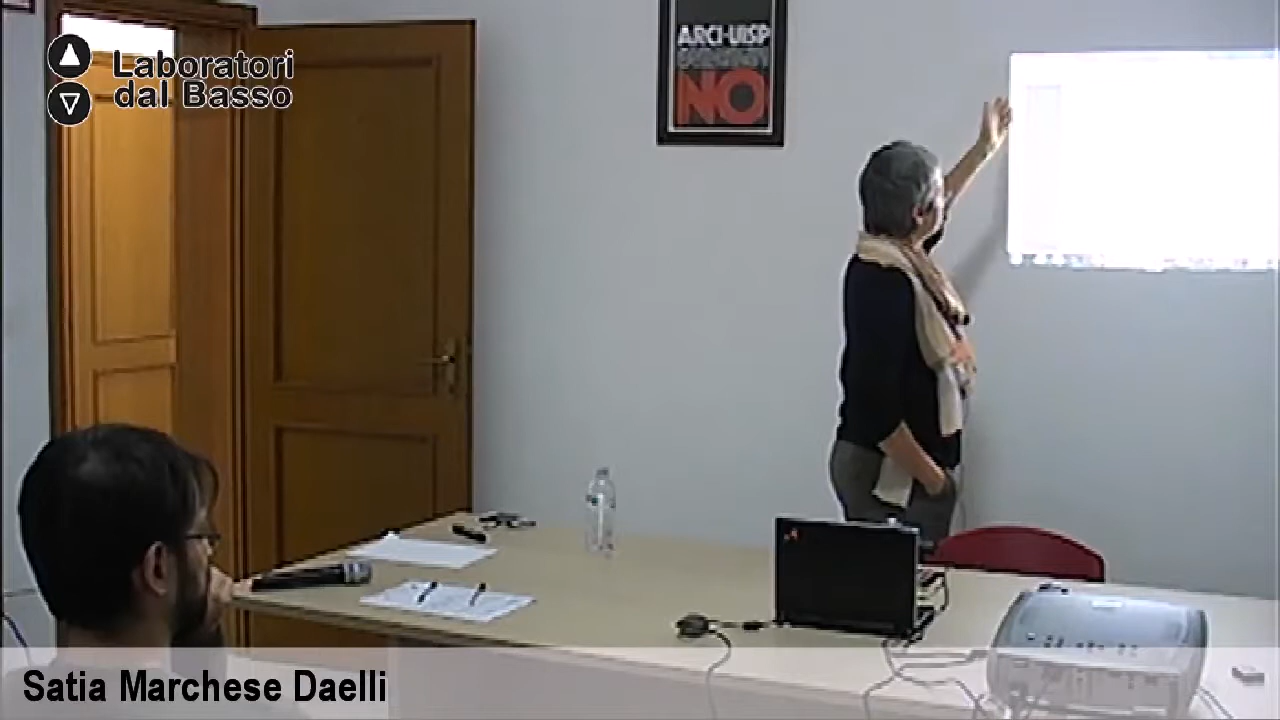 Laboratori
dal Basso
ARCI-UISP
NO
Satia Marchese Daelli